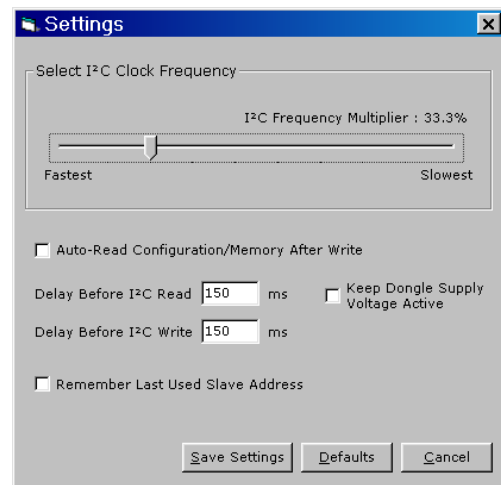 Settings
Select I²C Clock Frequency
I²C Frequency Multiplier : 33.3%
Fastest Slowest
Auto-Read Configuration/Memory After Write
Delay Before I²C Read 150 ms
Keep Dongle Supply
Voltage Active
Delay Before I²C Write 150 ms
Remember Last Used Slave Address
Save Settings Defaults Cancel